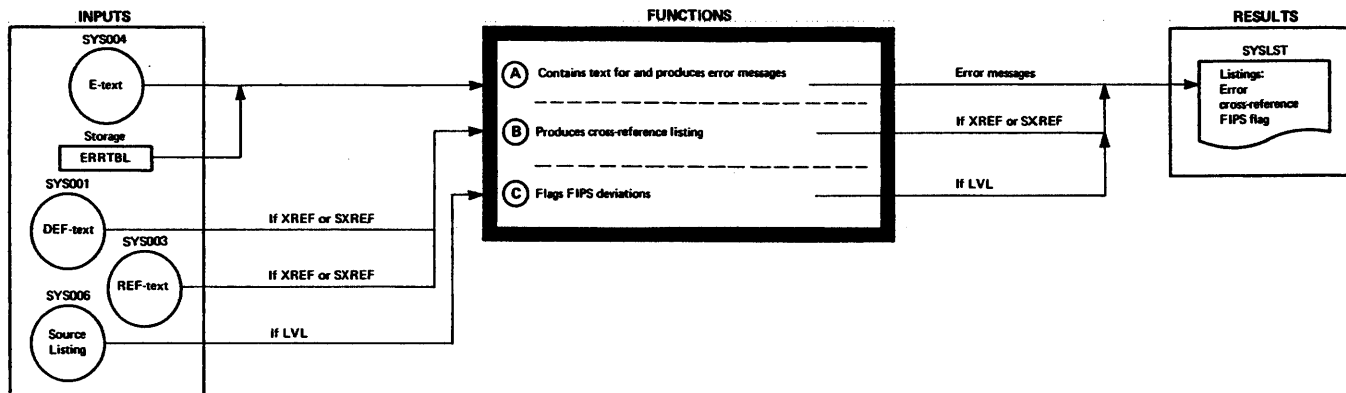 INPUTS
SYS004
E-text
Storage
ERRTBL
SYS001
DEF-text
SYS003
REF-text
SYS006
Source
Listing
If XREF or SXREF
If XREF or SXREF
If LVL
FUNCTIONS
A Contains text for and produces error messages
B Produces cross-reference listing
C Flags FIPS deviations
Error messages
If XREF or SXREF
If LVL
RESULTS
SYSLST
Listings:
Error
cross-reference
FIPS flag